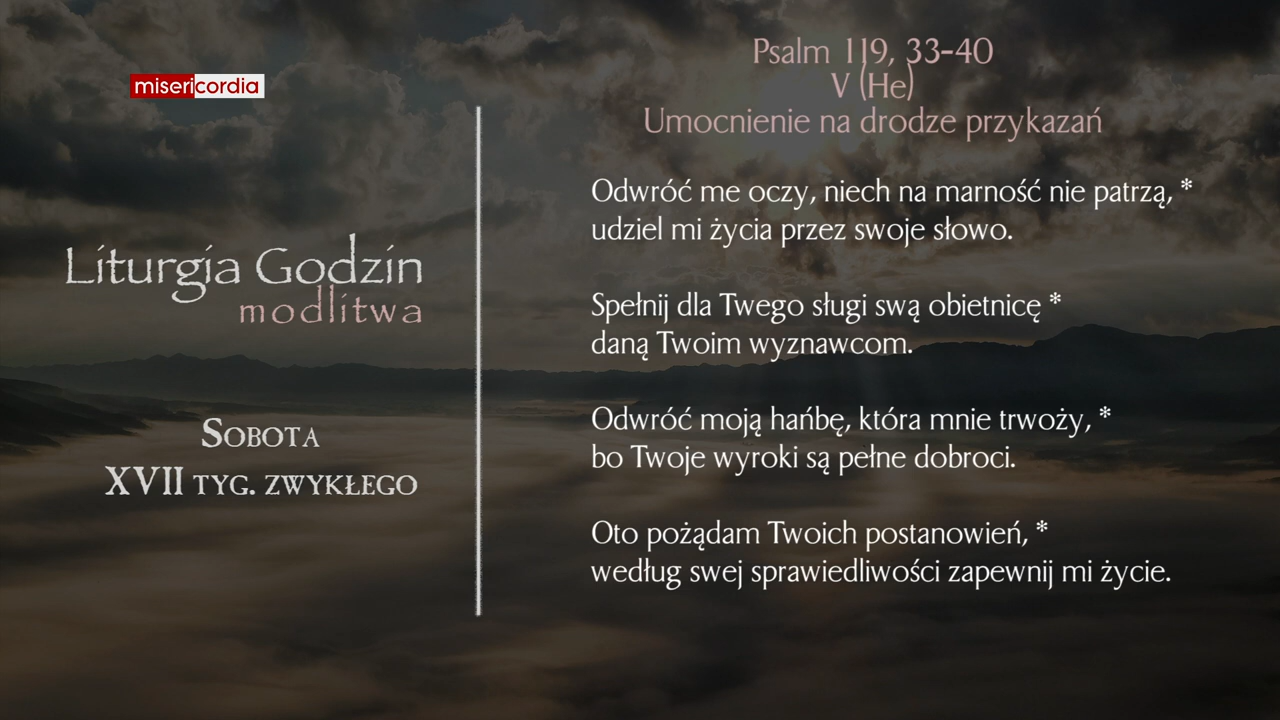 misericordia
Liturgia Godzin
modlitwa
Sobota
XVII tyg. zwykłego
Psalm 119, 33-40
V (He)
Umocnienie na drodze przykazań
Odwróć me oczy, niech na marność nie patrzą, *
udziel mi życia przez swoje słowo.
Spełnij dla Twego sługi swą obietnicę *
daną Twoim wyznawcom.
Odwróć moją hańbę, która mnie trwoży, *
bo Twoje wyroki są pełne dobroci.
Oto pożądam Twoich postanowień, *
według swej sprawiedliwości zapewnij mi życie.